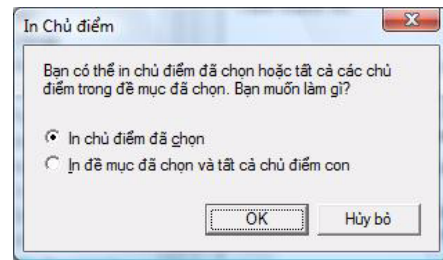 In Chủ điểm
Bạn có thể in chủ điểm đã chọn hoặc tất cả các chủ
điểm trong đề mục đã chọn. Bạn muốn làm gì?
In chủ điểm đã chọn
In đề mục đã chọn và tất cả chủ điểm con
OK
Hủy bỏ